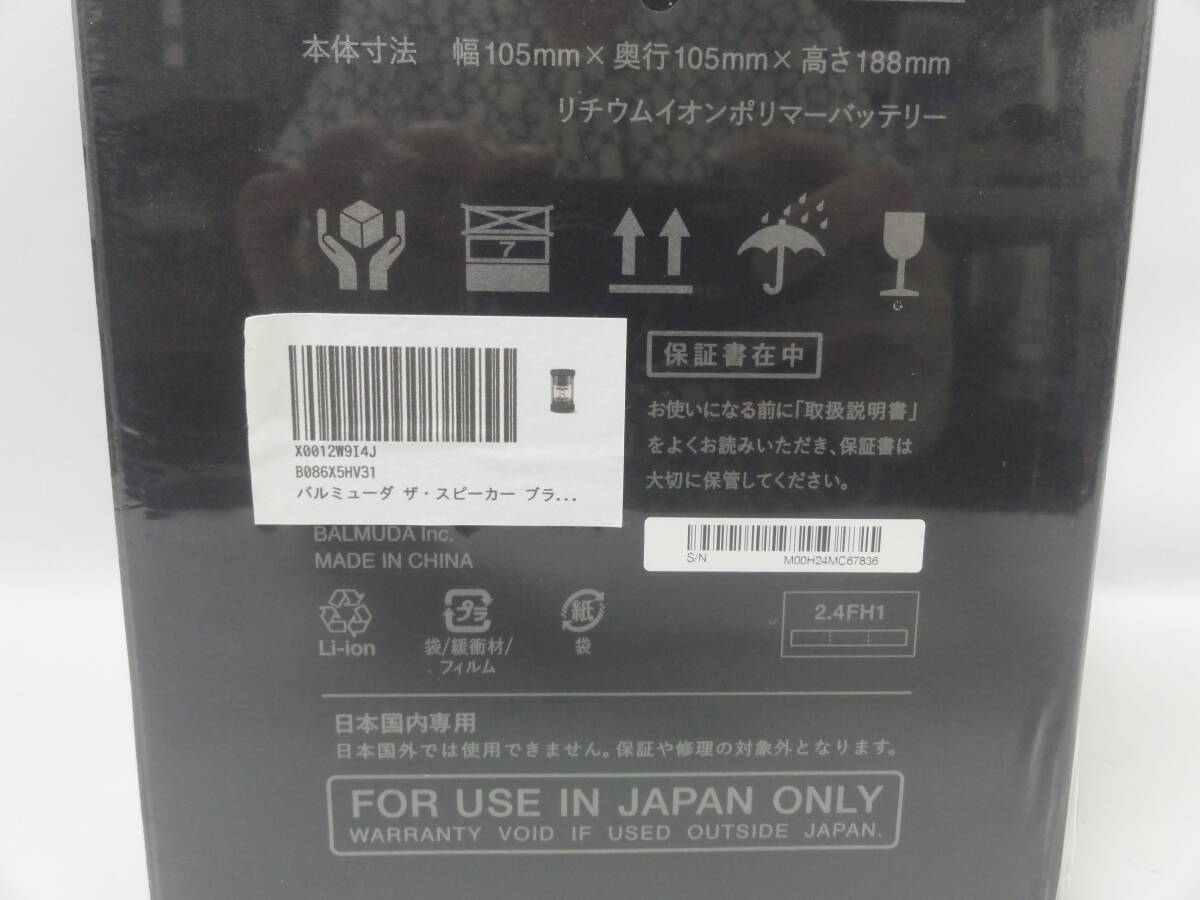 本体寸法 幅105mm×奥行105mm×高さ188mm
リチウムイオンポリマーバッテリー
7
X0012W9I4J
B086X5HV31
バルミューダ ザ・スピーカー ブラ...
保証書在中
お使いになる前に「取扱説明書」
をよくお読みいただき、保証書は
大切に保管してください。
BALMUDA Inc.
MADE IN CHINA
S/N M00H24MC67836
Li-ion
プラ
袋/緩衝材/
フィルム
紙
袋
2.4FH1
日本国内専用
日本国外では使用できません。保証や修理の対象外となります。
FOR USE IN JAPAN ONLY
WARRANTY VOID IF USED OUTSIDE JAPAN.